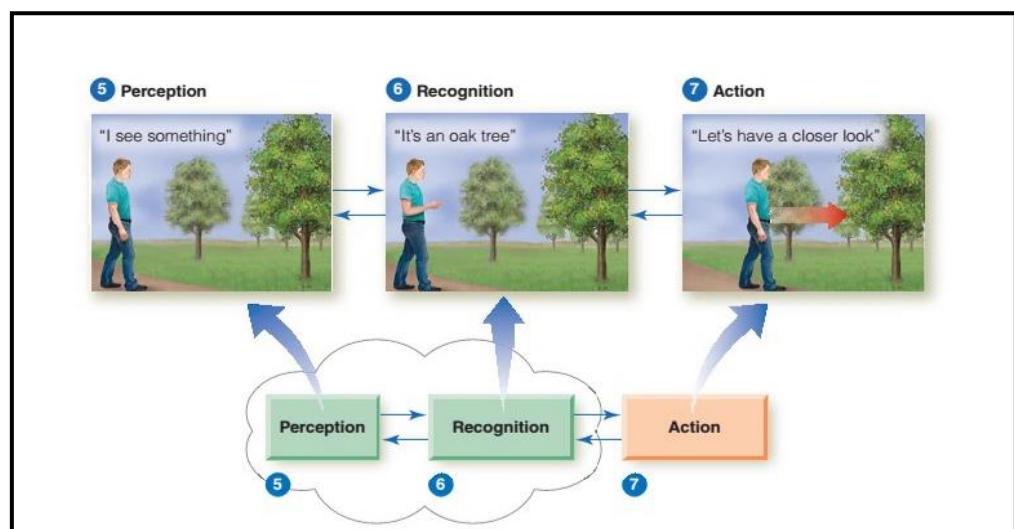 5 Perception
6 Recognition
7 Action
"I see something"
"It's an oak tree"
"Let's have a closer look"
Perception
Recognition
Action
5
6
7